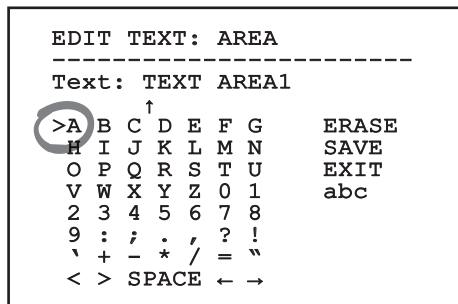 EDIT TEXT: AREA
------------------------
Text: TEXT AREA1
↑
>A B C D E F G ERASE
H I J K L M N SAVE
O P Q R S T U EXIT
V W X Y Z 0 1 abc
2 3 4 5 6 7 8
9 : ; . , ? !
‵ + – * / = ‶
< > SPACE ← →